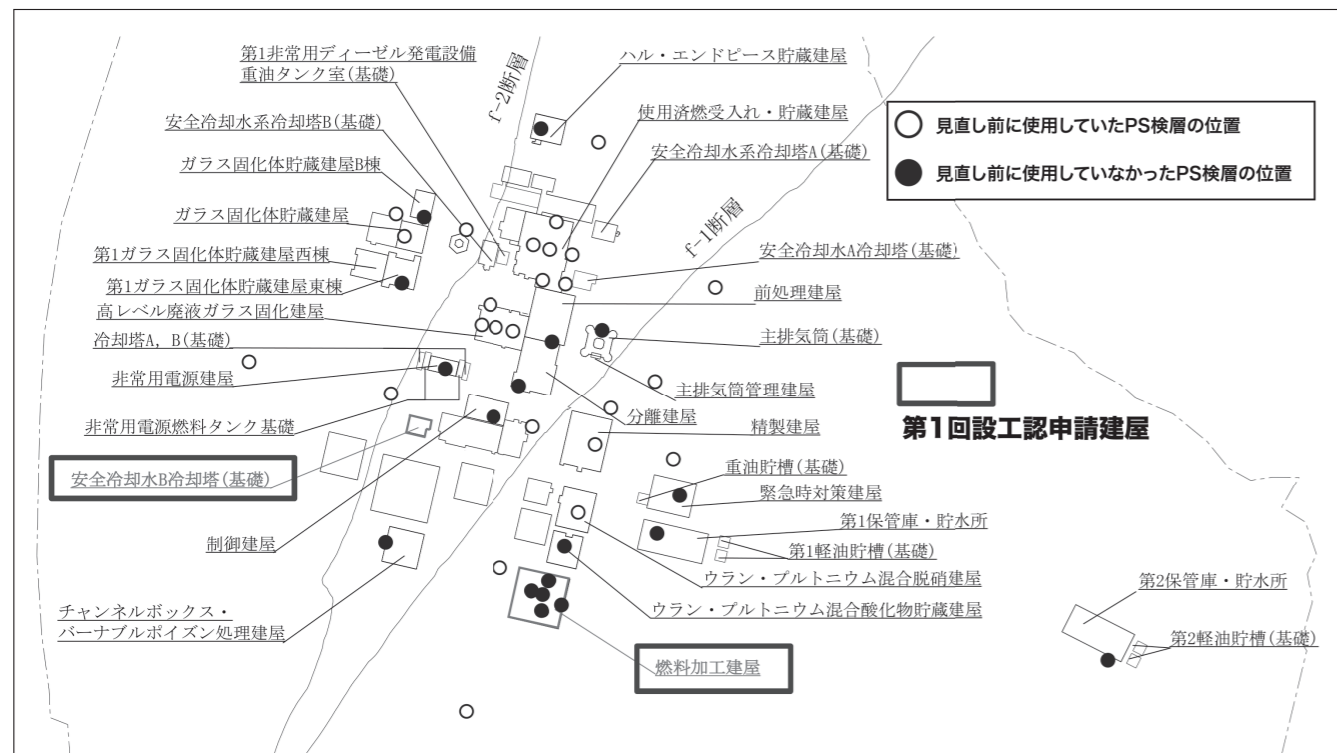 第1非常用ディーゼル発電設備
重油タンク室(基礎)
安全冷却水系冷却塔B(基礎)
ガラス固化体貯蔵建屋B棟
ガラス固化体貯蔵建屋
第1ガラス固化体貯蔵建屋西棟
第1ガラス固化体貯蔵建屋東棟
高レベル廃液ガラス固化建屋
冷却塔A, B(基礎)
非常用電源建屋
非常用電源燃料タンク基礎
安全冷却水B冷却塔(基礎)
制御建屋
チャンネルボックス・
バーナブルポイズン処理建屋
f-2断層
f-1断層
ハル・エンドピース貯蔵建屋
使用済燃受入れ・貯蔵建屋
安全冷却水系冷却塔A(基礎)
安全冷却水A冷却塔(基礎)
前処理建屋
主排気筒(基礎)
主排気筒管理建屋
分離建屋
精製建屋
重油貯槽(基礎)
緊急時対策建屋
第1保管庫・貯水所
第1軽油貯槽(基礎)
ウラン・プルトニウム混合脱硝建屋
ウラン・プルトニウム混合酸化物貯蔵建屋
燃料加工建屋
第2保管庫・貯水所
第2軽油貯槽(基礎)
見直し前に使用していたPS検層の位置
見直し前に使用していなかったPS検層の位置
第1回設工認申請建屋